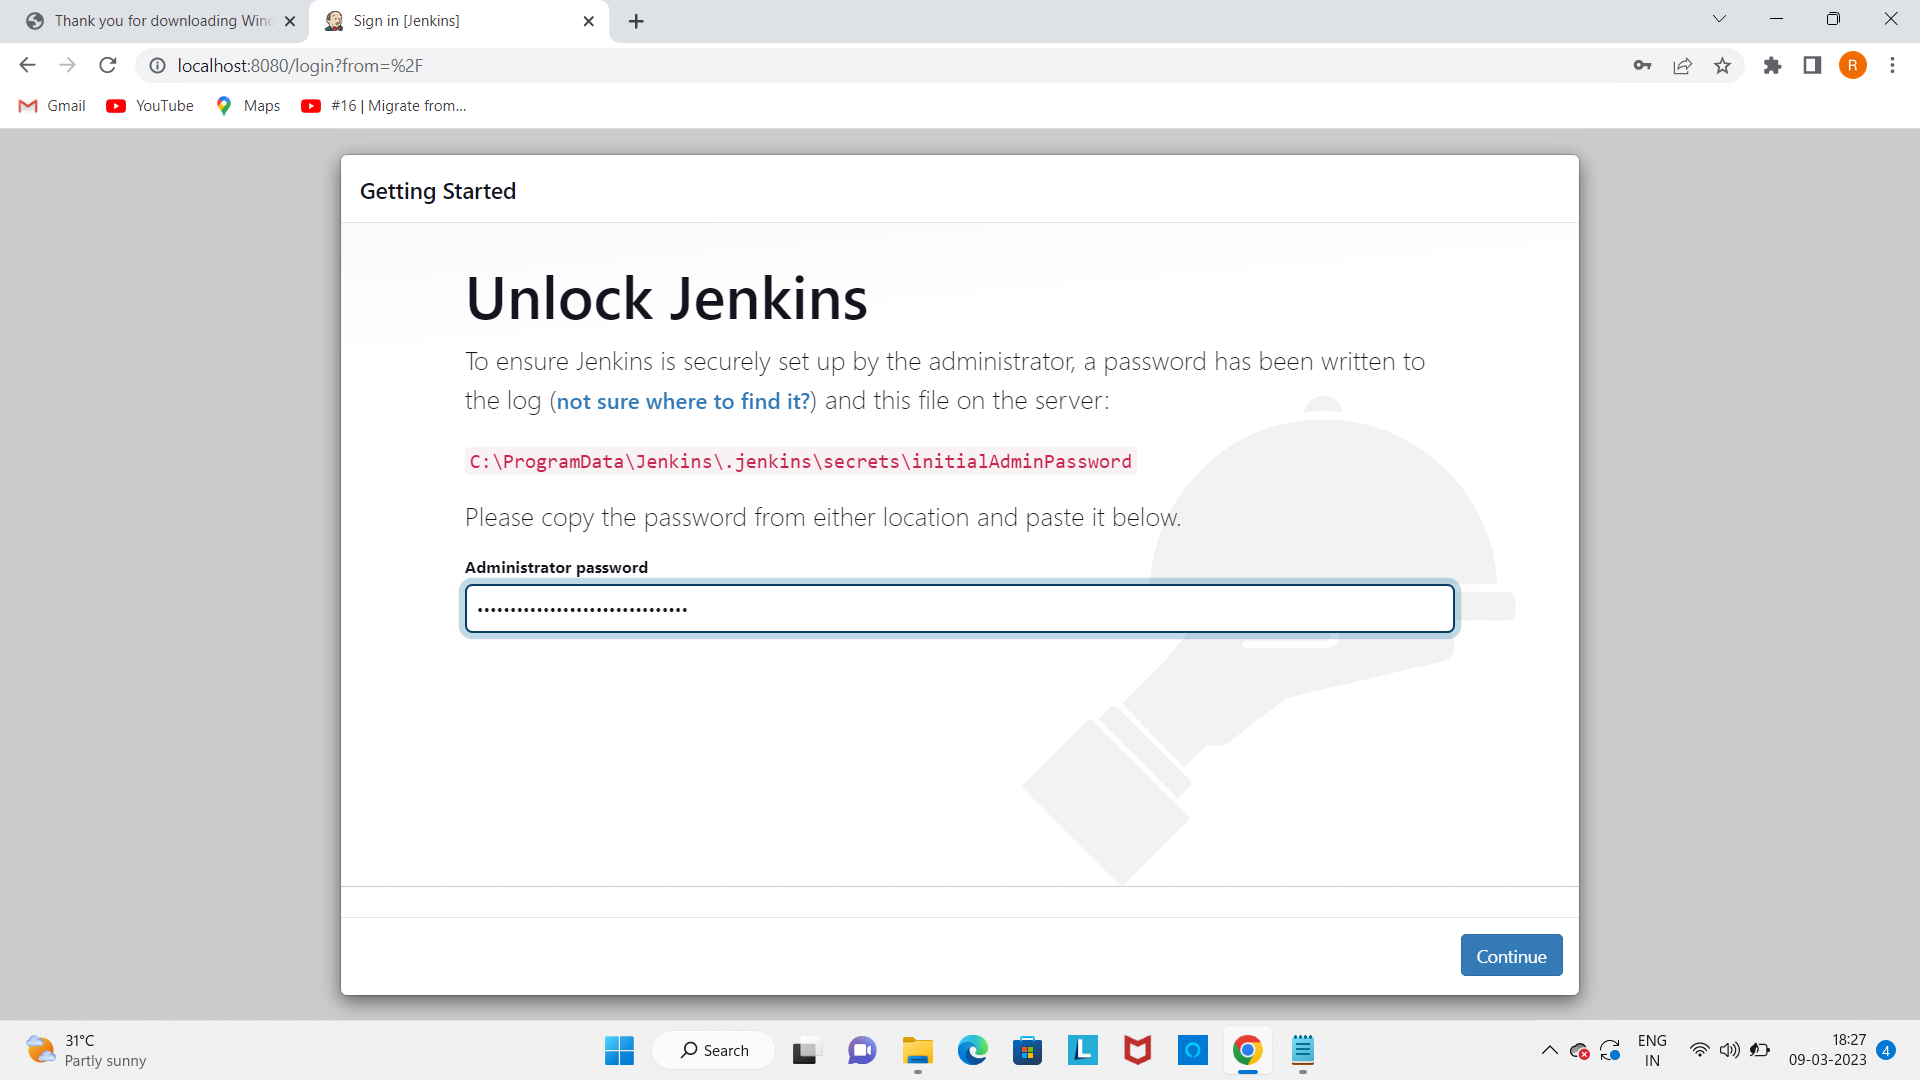 Thank you for downloading Wind
Sign in [Jenkins]
localhost:8080/login?from=%2F
R
Gmail
YouTube
Maps
#16 | Migrate from...
Getting Started
Unlock Jenkins
To ensure Jenkins is securely set up by the administrator, a password has been written to
the log (not sure where to find it?) and this file on the server:
C:\ProgramData\Jenkins\.jenkins\secrets\initialAdminPassword
Please copy the password from either location and paste it below.
Administrator password
••••••••••••••••••••••••••••••••
Continue
31°C
Partly sunny
Search
L
ENG
IN
18:27
09-03-2023
4